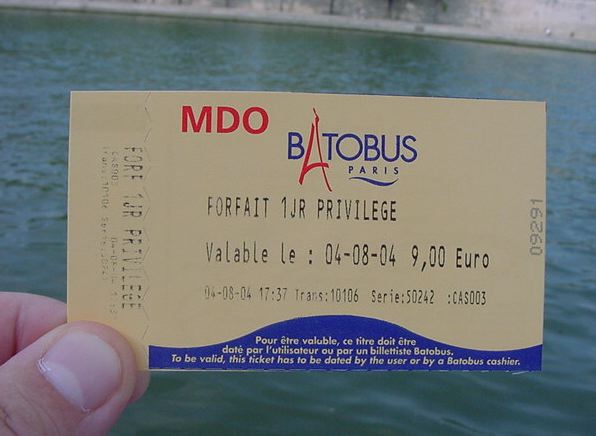 MDO
BATOBUS
PARIS
FORFAIT 1JR PRIVILEGE
Valable le : 04-08-04 9,00 Euro
04-08-04 17:37 Trans:10106 Serie:50242 :CAS003
Pour être valuble, ce titre doit être
daté par l'utilisateur ou par un billettiste Batobus.
To be valid, this ticket has to be dated by the user or by a Batobus cashier.
09291
FORF 1JR PRIVILEGE
CAS003